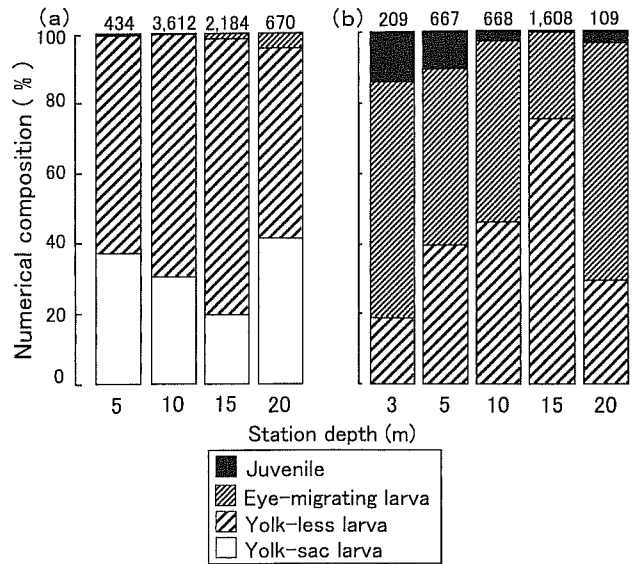 (a) 434 3,612 2,184 670
(b) 209 667 668 1,608 109
Numerical composition (%)
100
80
60
40
20
0
5 10 15 20
3 5 10 15 20
Station depth (m)
Juvenile
Eye-migrating larva
Yolk-less larva
Yolk-sac larva